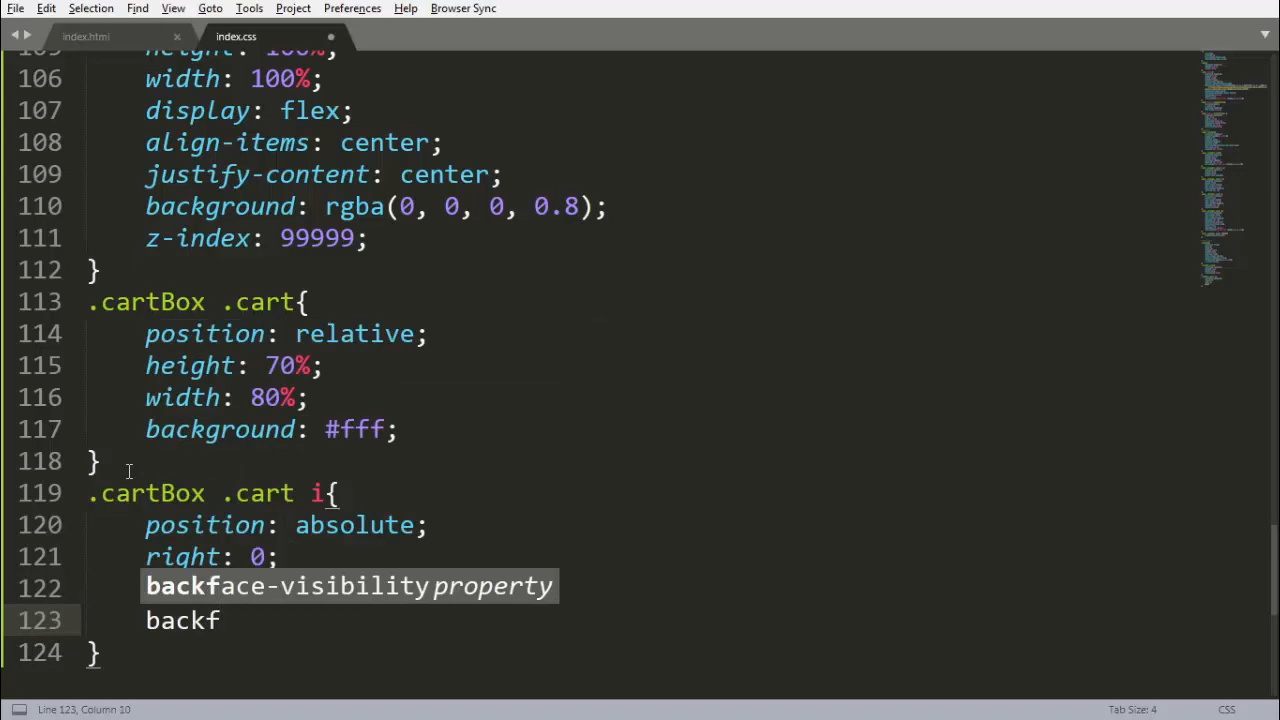 File Edit Selection Find View Goto Tools Project Preferences Help Browser Sync
index.html × index.css
105 height: 100%;
106 width: 100%;
107 display: flex;
108 align-items: center;
109 justify-content: center;
110 background: rgba(0, 0, 0, 0.8);
111 z-index: 99999;
112 }
113 .cartBox .cart{
114 position: relative;
115 height: 70%;
116 width: 80%;
117 background: #fff;
118 }
119 .cartBox .cart i{
120 position: absolute;
121 right: 0;
122 backface-visibility property
123 backf
124 }
Line 123, Column 10 Tab Size: 4 CSS